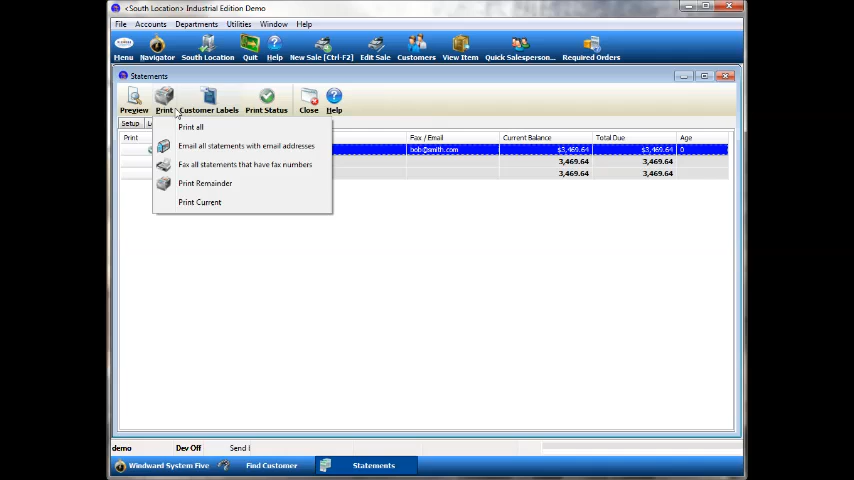 <South Location> Industrial Edition Demo
File Accounts Departments Utilities Window Help
Menu Navigator South Location Quit Help New Sale [Ctrl-F2] Edit Sale Customers View Item Quick Salesperson... Required Orders
Statements
Preview Print Customer Labels Print Status Close Help
Setup
Print Fax / Email Current Balance Total Due Age
bob@smith.com $3,469.64 $3,469.64 0
3,469.64 3,469.64
3,469.64 3,469.64
Print all
Email all statements with email addresses
Fax all statements that have fax numbers
Print Remainder
Print Current
demo Dev Off Send
Windward System Five Find Customer Statements